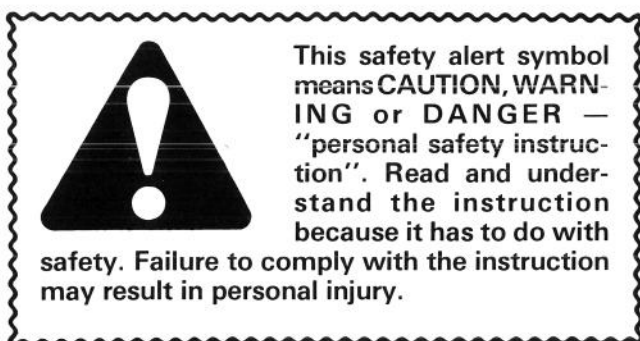 This safety alert symbol
means CAUTION, WARN-
ING or DANGER —
"personal safety instruc-
tion". Read and under-
stand the instruction
because it has to do with
safety. Failure to comply with the instruction
may result in personal injury.